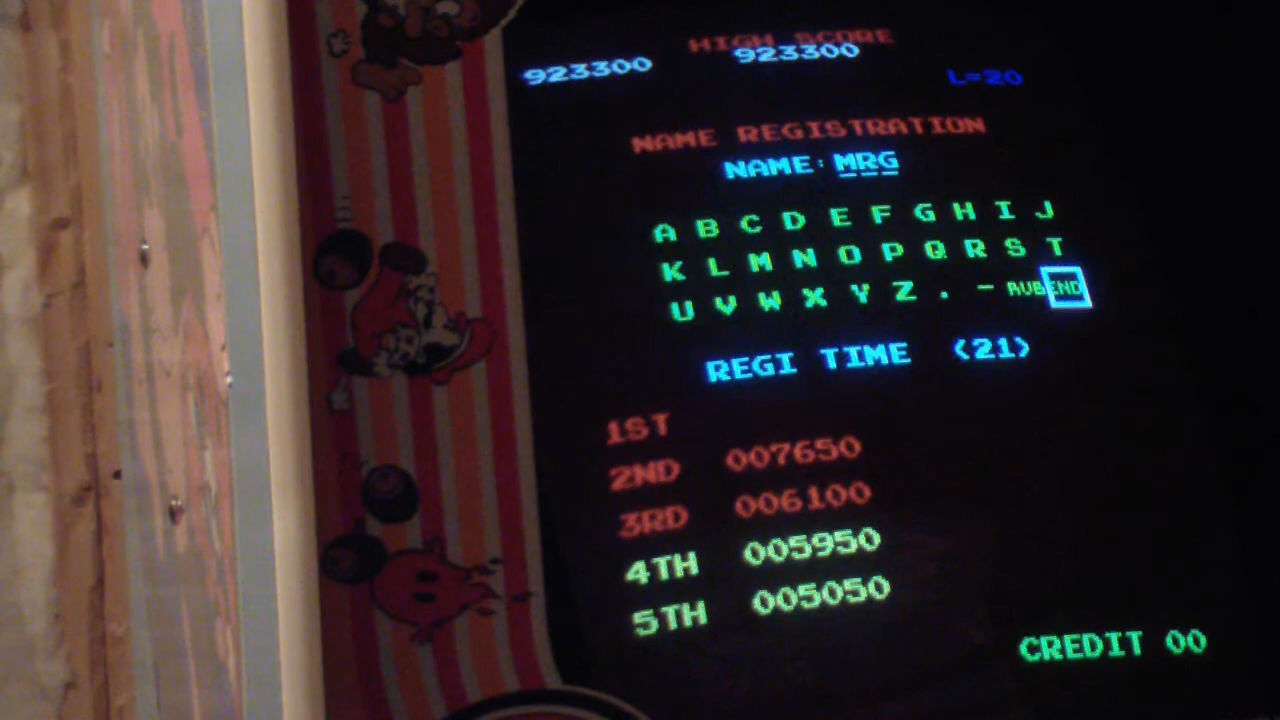 HIGH SCORE
923300 923300
L=20
NAME REGISTRATION
NAME: MRG
A B C D E F G H I J
K L M N O P Q R S T
U V W X Y Z . - RUB END
REGI TIME (21)
1ST
2ND 007650
3RD 006100
4TH 005950
5TH 005050
CREDIT 00